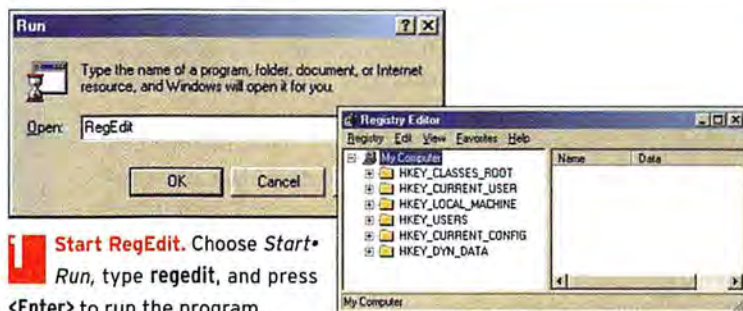 Run
Type the name of a program, folder, document, or Internet
resource, and Windows will open it for you.
Open: RegEdit
OK Cancel
Registry Editor
Registry Edit View Favorites Help
My Computer
HKEY_CLASSES_ROOT
HKEY_CURRENT_USER
HKEY_LOCAL_MACHINE
HKEY_USERS
HKEY_CURRENT_CONFIG
HKEY_DYN_DATA
Name Data
My Computer
1 Start RegEdit. Choose Start•
Run, type regedit, and press
<Enter> to run the program.